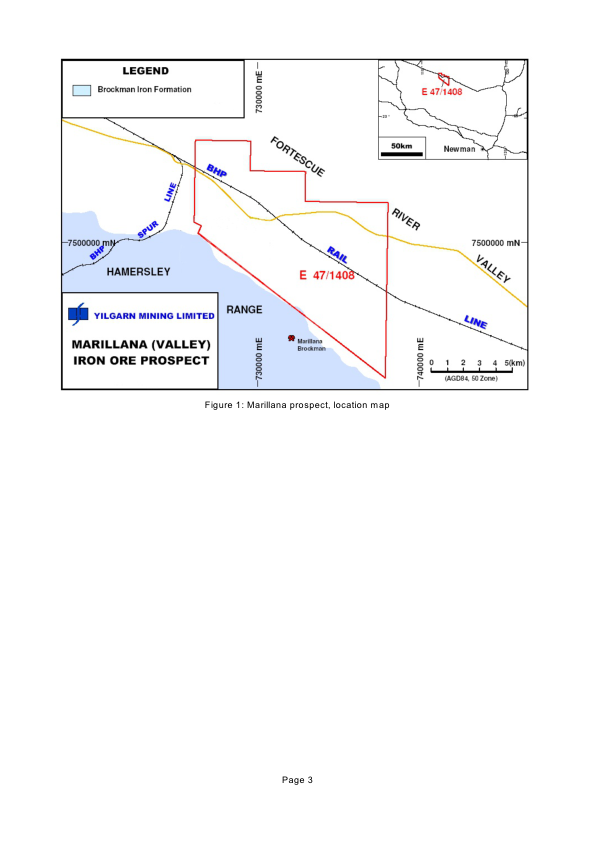 LEGEND
Brockman Iron Formation
730000 mE
E 47/1408
50km
Newman
FORTESCUE
BHP
LINE
RIVER
SPUR
BHP
7500000 mN
7500000 mN
RAIL
VALLEY
HAMERSLEY
E 47/1408
RANGE
YILGARN MINING LIMITED
LINE
MARILLANA (VALLEY)
IRON ORE PROSPECT
Marillana
Brockman
730000 mE
740000 mE
0 1 2 3 4 5(km)
(AGD84, 50 Zone)
Figure 1: Marillana prospect, location map
Page 3